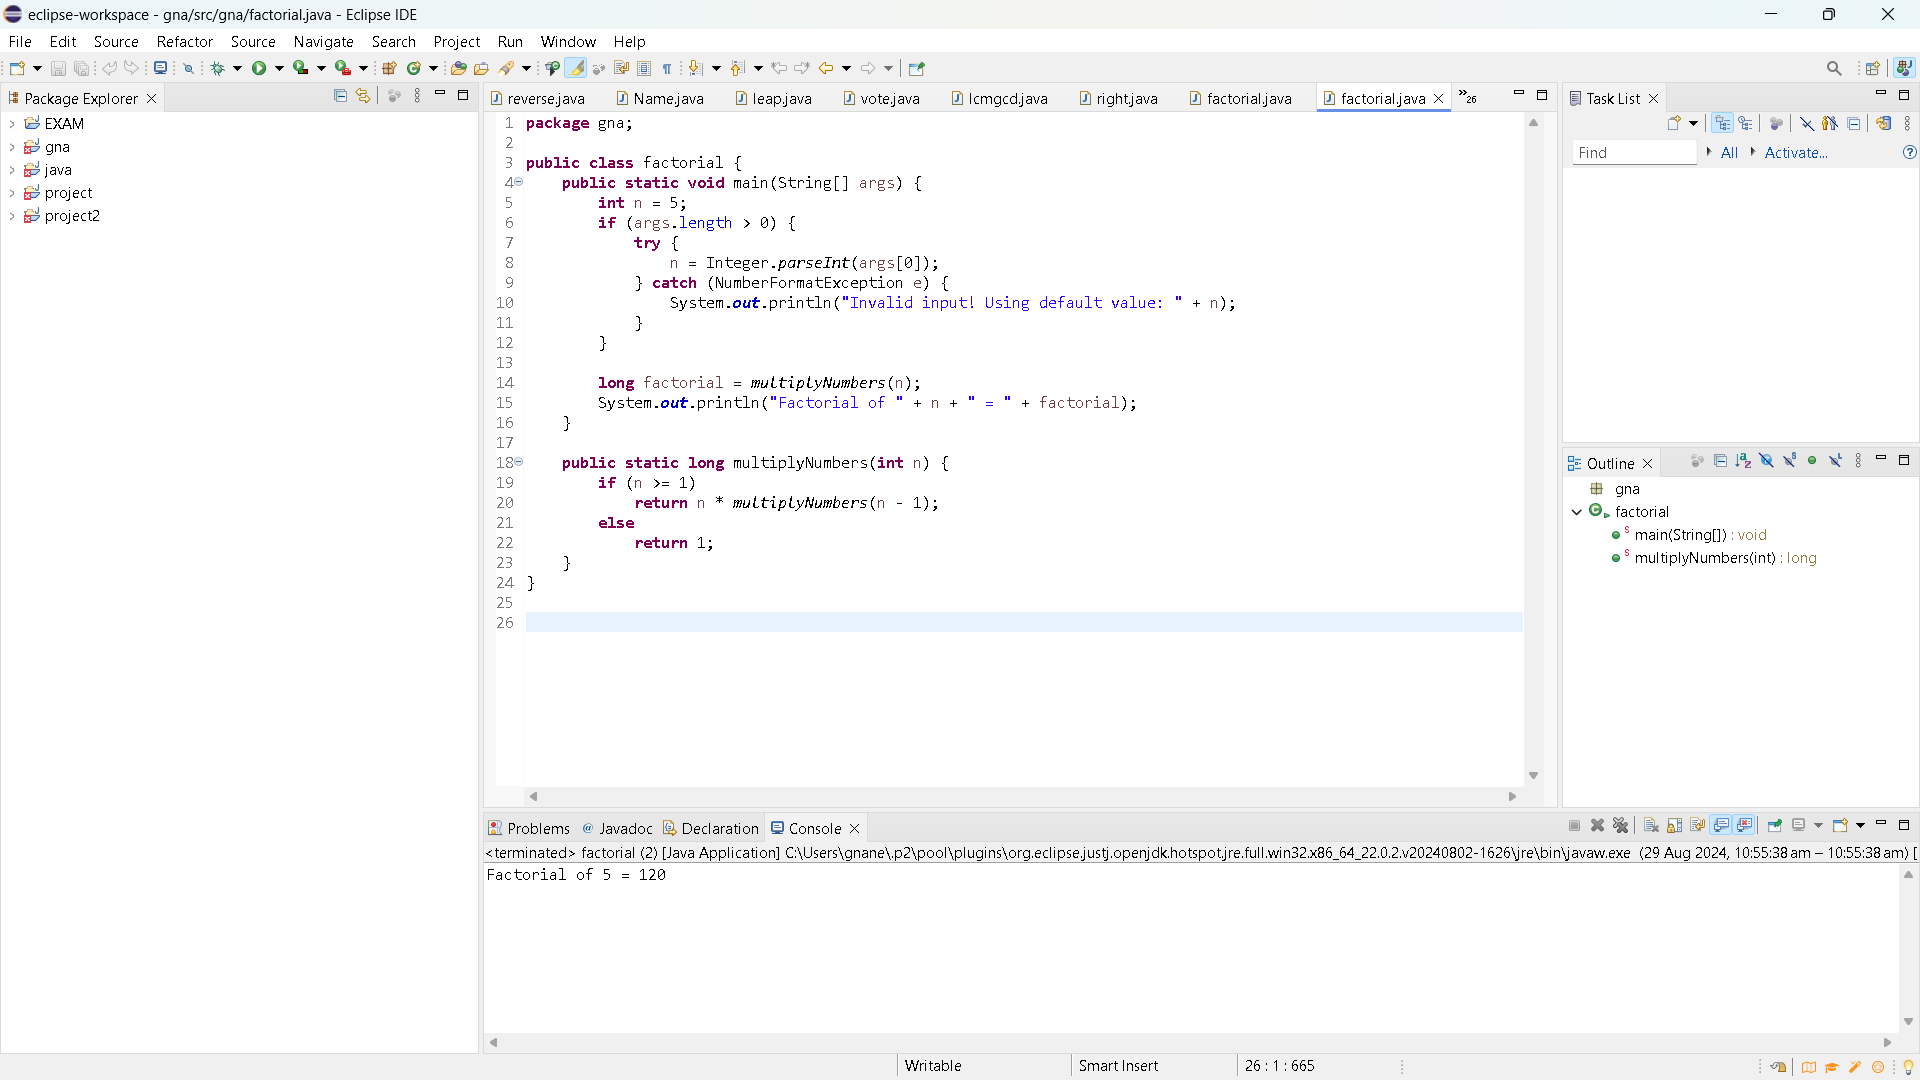 eclipse-workspace - gna/src/gna/factorial.java - Eclipse IDE
File Edit Source Refactor Source Navigate Search Project Run Window Help
Package Explorer
EXAM
gna
java
project
project2
reverse.java Name.java leap.java vote.java lcmgcd.java right.java factorial.java factorial.java »26
1 package gna;
2
3 public class factorial {
4 public static void main(String[] args) {
5 int n = 5;
6 if (args.length > 0) {
7 try {
8 n = Integer.parseInt(args[0]);
9 } catch (NumberFormatException e) {
10 System.out.println("Invalid input! Using default value: " + n);
11 }
12 }
13
14 long factorial = multiplyNumbers(n);
15 System.out.println("Factorial of " + n + " = " + factorial);
16 }
17
18 public static long multiplyNumbers(int n) {
19 if (n >= 1)
20 return n * multiplyNumbers(n - 1);
21 else
22 return 1;
23 }
24 }
25
26
Task List
Find All Activate...
Outline
gna
factorial
main(String[]) : void
multiplyNumbers(int) : long
Problems Javadoc Declaration Console
<terminated> factorial (2) [Java Application] C:\Users\gnane\.p2\pool\plugins\org.eclipse.justj.openjdk.hotspot.jre.full.win32.x86_64_22.0.2.v20240802-1626\jre\bin\javaw.exe (29 Aug 2024, 10:55:38 am – 10:55:38 am) [
Factorial of 5 = 120
Writable Smart Insert 26 : 1 : 665